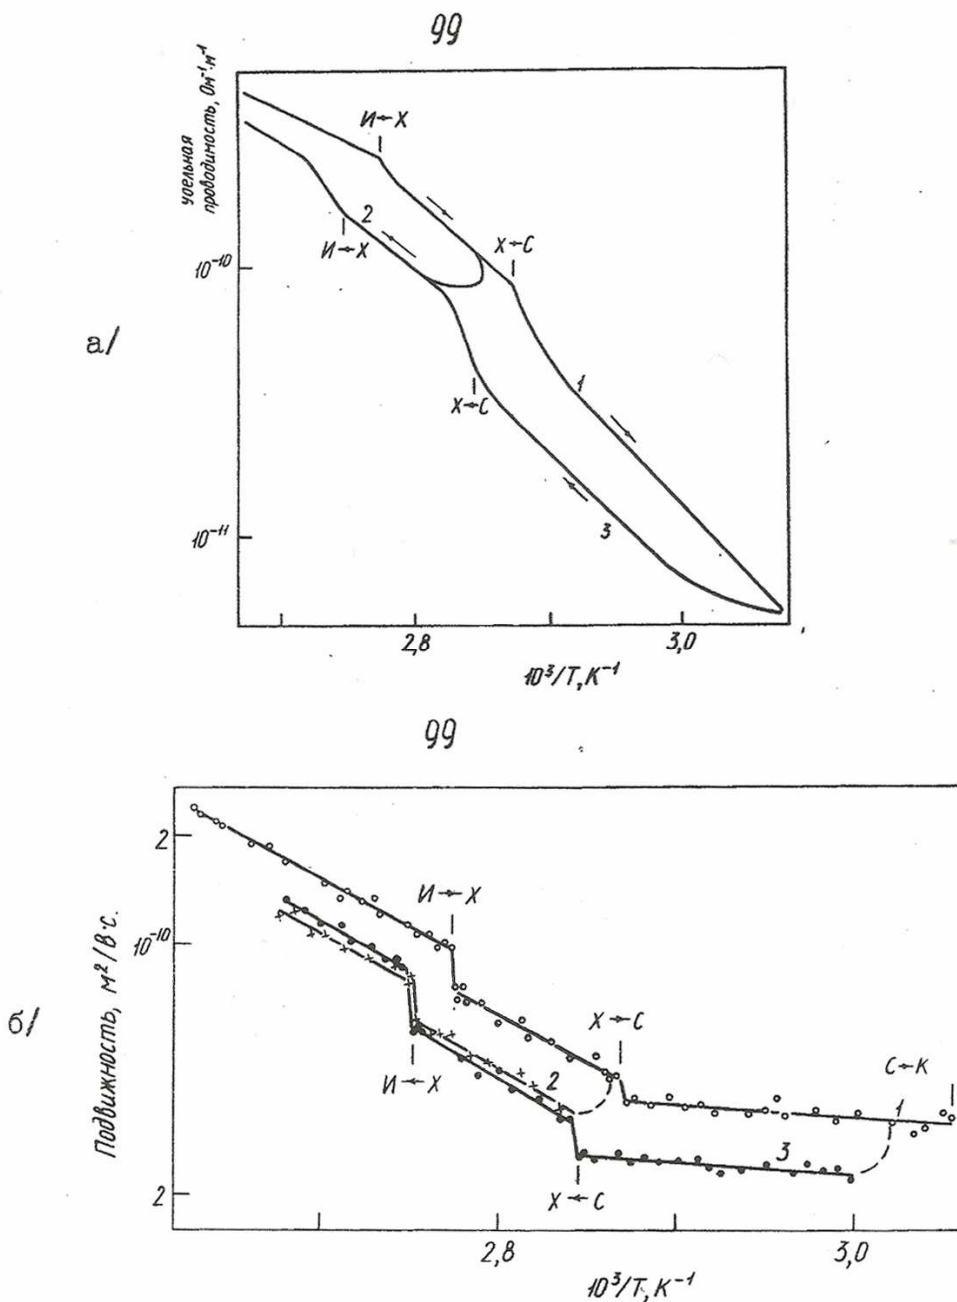 99
удельная
проводимость, Ом⁻¹·м⁻¹
И←Х
2
И←Х
Х←С
10⁻¹⁰
а/
Х←С
1
10⁻¹¹
3
2,8
3,0
10³/T, К⁻¹
99
2
И→Х
10⁻¹⁰
Подвижность, м²/В·с.
б/
Х→С
С←К
И←Х
2
1
3
2
Х←С
2,8
3,0
10³/T, К⁻¹